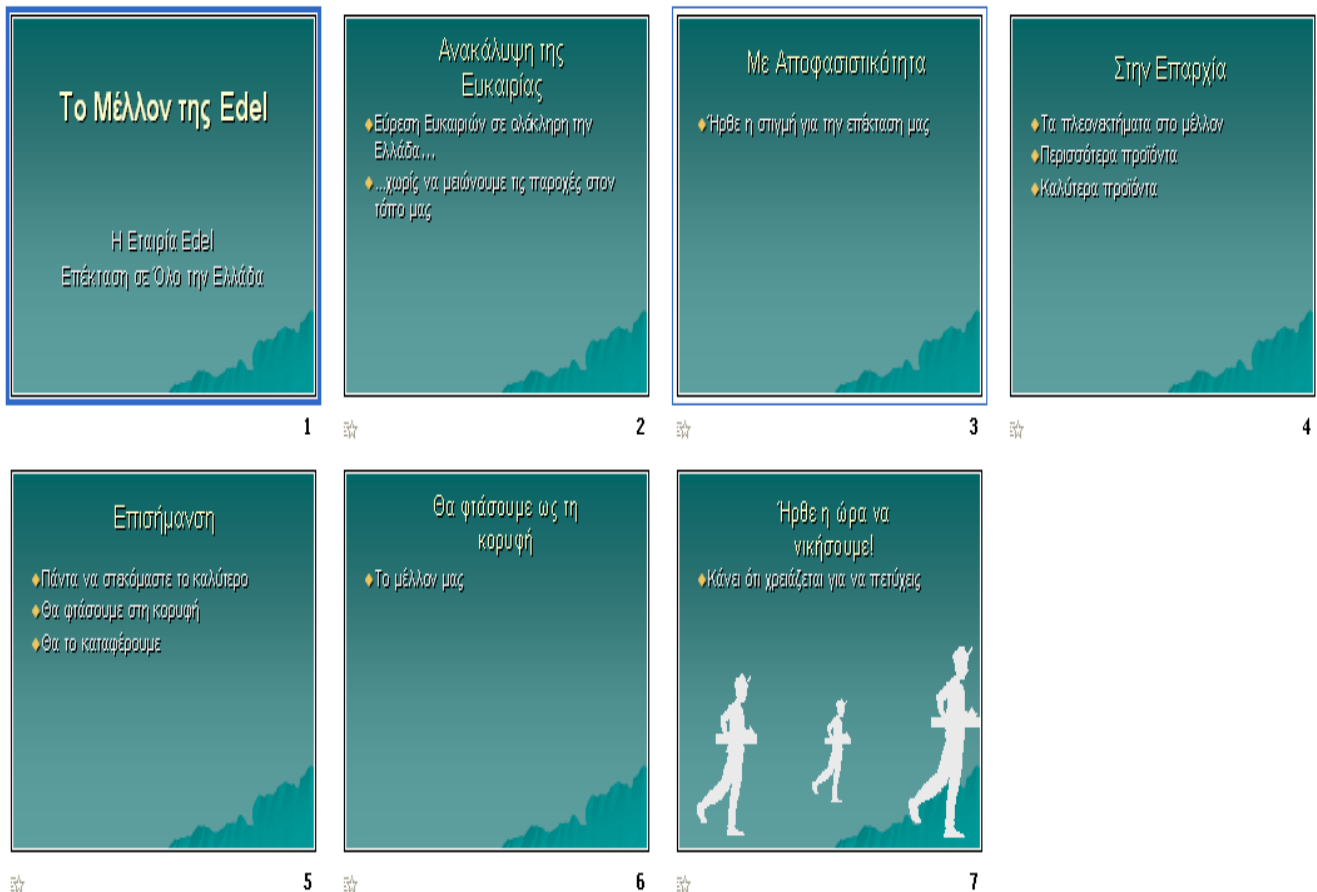 Το Μέλλον της Edel
Η Εταιρία Edel
Επέκταση σε Όλο την Ελλάδα
1
Ανακάλυψη της
Ευκαιρίας
Εύρεση Ευκαιριών σε ολόκληρη την
Ελλάδα...
...χωρίς να μειώνουμε τις παροχές στον
τόπο μας
2
Με Αποφασιστικότητα
Ήρθε η στιγμή για την επέκταση μας
3
Στην Επαρχία
Τα πλεονεκτήματα στο μέλλον
Περισσότερα προϊόντα
Καλύτερα προϊόντα
4
Επισήμανση
Πάντα να στεκόμαστε το καλύτερο
Θα φτάσουμε στη κορυφή
Θα το καταφέρουμε
5
Θα φτάσουμε ως τη
κορυφή
Το μέλλον μας
6
Ήρθε η ώρα να
νικήσουμε!
Κάνει ότι χρειάζεται για να πετύχεις
7